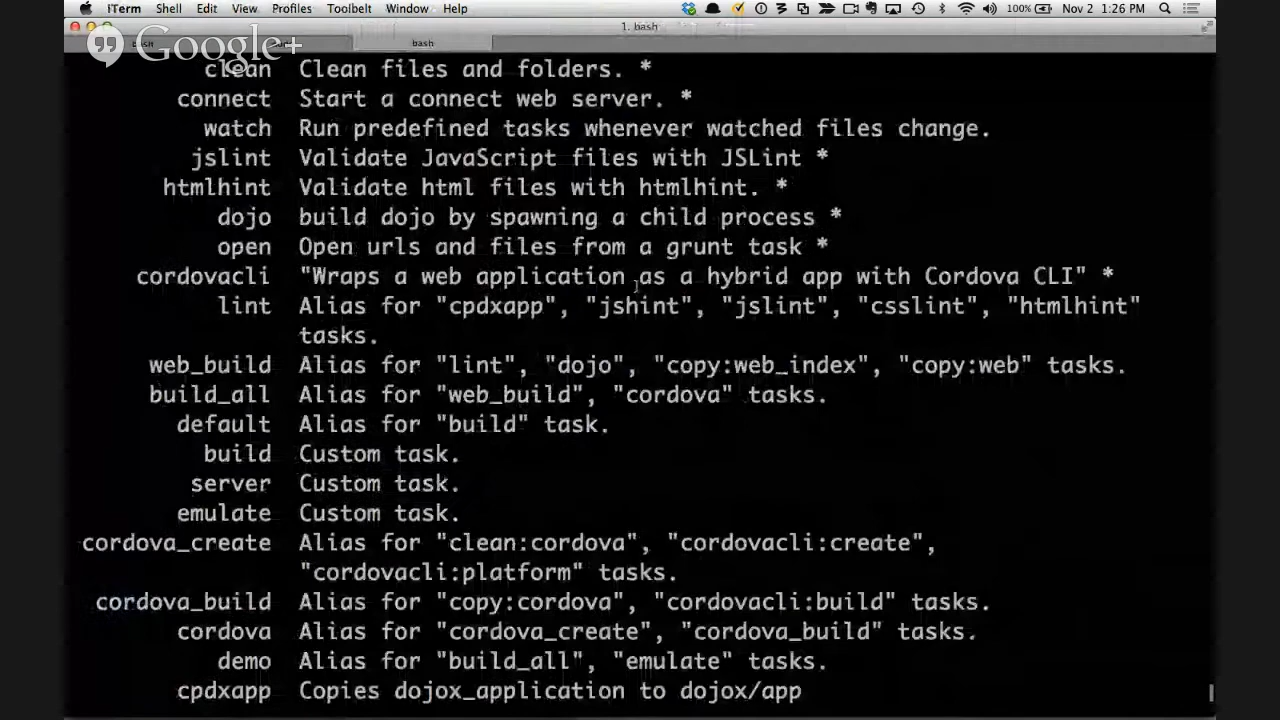 iTerm Shell Edit View Profiles Toolbelt Window Help 100% Nov 2 1:26 PM
1. bash
bash bash
Google+
clean Clean files and folders. *
connect Start a connect web server. *
watch Run predefined tasks whenever watched files change.
jslint Validate JavaScript files with JSLint *
htmlhint Validate html files with htmlhint. *
dojo build dojo by spawning a child process *
open Open urls and files from a grunt task *
cordovacli "Wraps a web application as a hybrid app with Cordova CLI" *
lint Alias for "cpdxapp", "jshint", "jslint", "csslint", "htmlhint"
tasks.
web_build Alias for "lint", "dojo", "copy:web_index", "copy:web" tasks.
build_all Alias for "web_build", "cordova" tasks.
default Alias for "build" task.
build Custom task.
server Custom task.
emulate Custom task.
cordova_create Alias for "clean:cordova", "cordovacli:create",
"cordovacli:platform" tasks.
cordova_build Alias for "copy:cordova", "cordovacli:build" tasks.
cordova Alias for "cordova_create", "cordova_build" tasks.
demo Alias for "build_all", "emulate" tasks.
cpdxapp Copies dojox_application to dojox/app